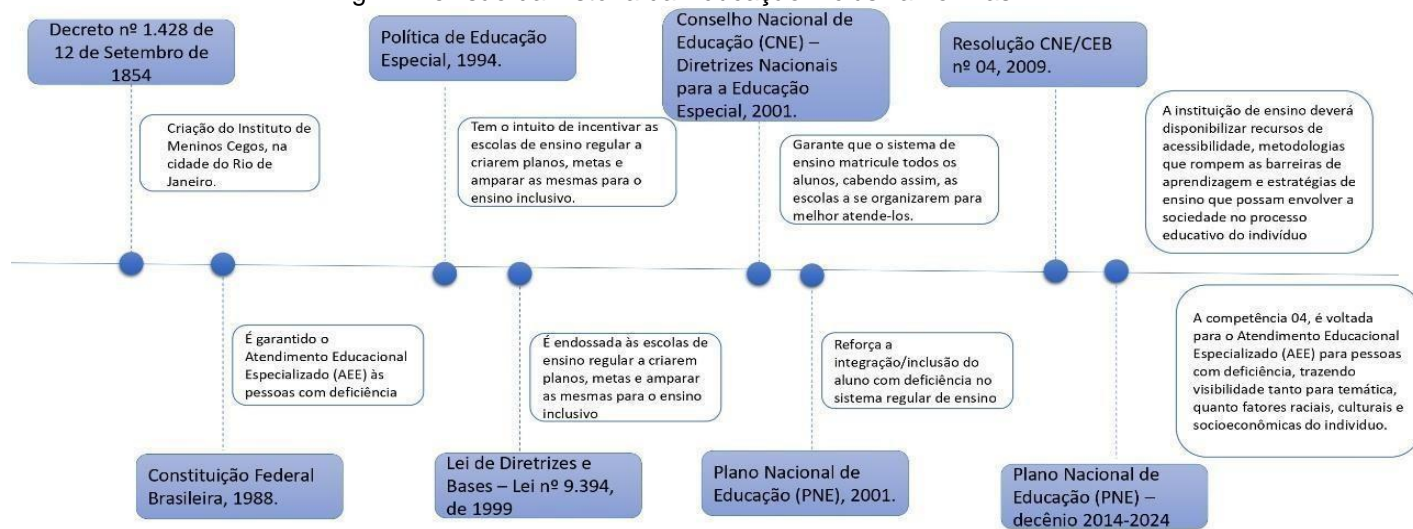 Decreto nº 1.428 de
12 de Setembro de
1854
Criação do Instituto de
Meninos Cegos, na
cidade do Rio de
Janeiro.
É garantido o
Atendimento Educacional
Especializado (AEE) às
pessoas com deficiência
Constituição Federal
Brasileira, 1988.
Política de Educação
Especial, 1994.
Tem o intuito de incentivar as
escolas de ensino regular a
criarem planos, metas e
amparar as mesmas para o
ensino inclusivo.
É endossada às escolas de
ensino regular a criarem
planos, metas e amparar
as mesmas para o ensino
inclusivo
Lei de Diretrizes e
Bases – Lei nº 9.394,
de 1999
Conselho Nacional de
Educação (CNE) –
Diretrizes Nacionais
para a Educação
Especial, 2001.
Garante que o sistema de
ensino matricule todos os
alunos, cabendo assim, as
escolas a se organizarem para
melhor atende-los.
Reforça a
integração/inclusão do
aluno com deficiência no
sistema regular de ensino
Plano Nacional de
Educação (PNE), 2001.
Resolução CNE/CEB
nº 04, 2009.
A instituição de ensino deverá
disponibilizar recursos de
acessibilidade, metodologias
que rompem as barreiras de
aprendizagem e estratégias de
ensino que possam envolver a
sociedade no processo
educativo do indivíduo
A competência 04, é voltada
para o Atendimento Educacional
Especializado (AEE) para pessoas
com deficiência, trazendo
visibilidade tanto para temática,
quanto fatores raciais, culturais e
socioeconômicas do individuo.
Plano Nacional de
Educação (PNE) –
decênio 2014-2024